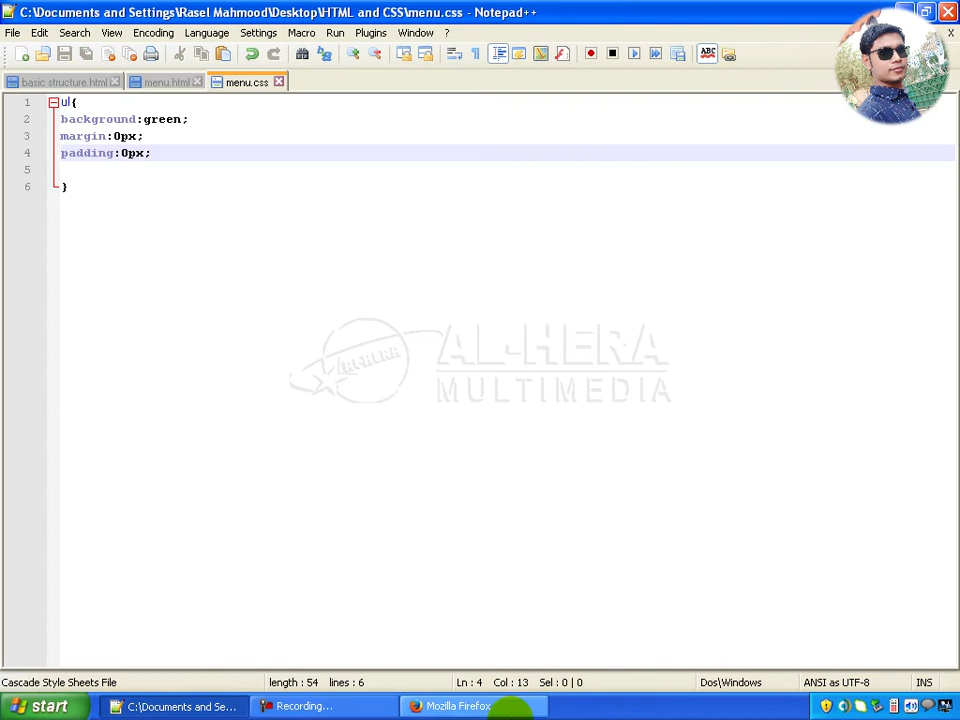 C:\Documents and Settings\Rasel Mahmood\Desktop\HTML and CSS\menu.css - Notepad++
File Edit Search View Encoding Language Settings Macro Run Plugins Window ? X
basic structure.html menu.html menu.css
1 ul{
2 background:green;
3 margin:0px;
4 padding:0px;
5
6 }
AL-HERA
AL-HERA
MULTIMEDIA
Cascade Style Sheets File length : 54 lines : 6 Ln : 4 Col : 13 Sel : 0 | 0 Dos\Windows ANSI as UTF-8 INS
start C:\Documents and Se... Recording... Mozilla Firefox